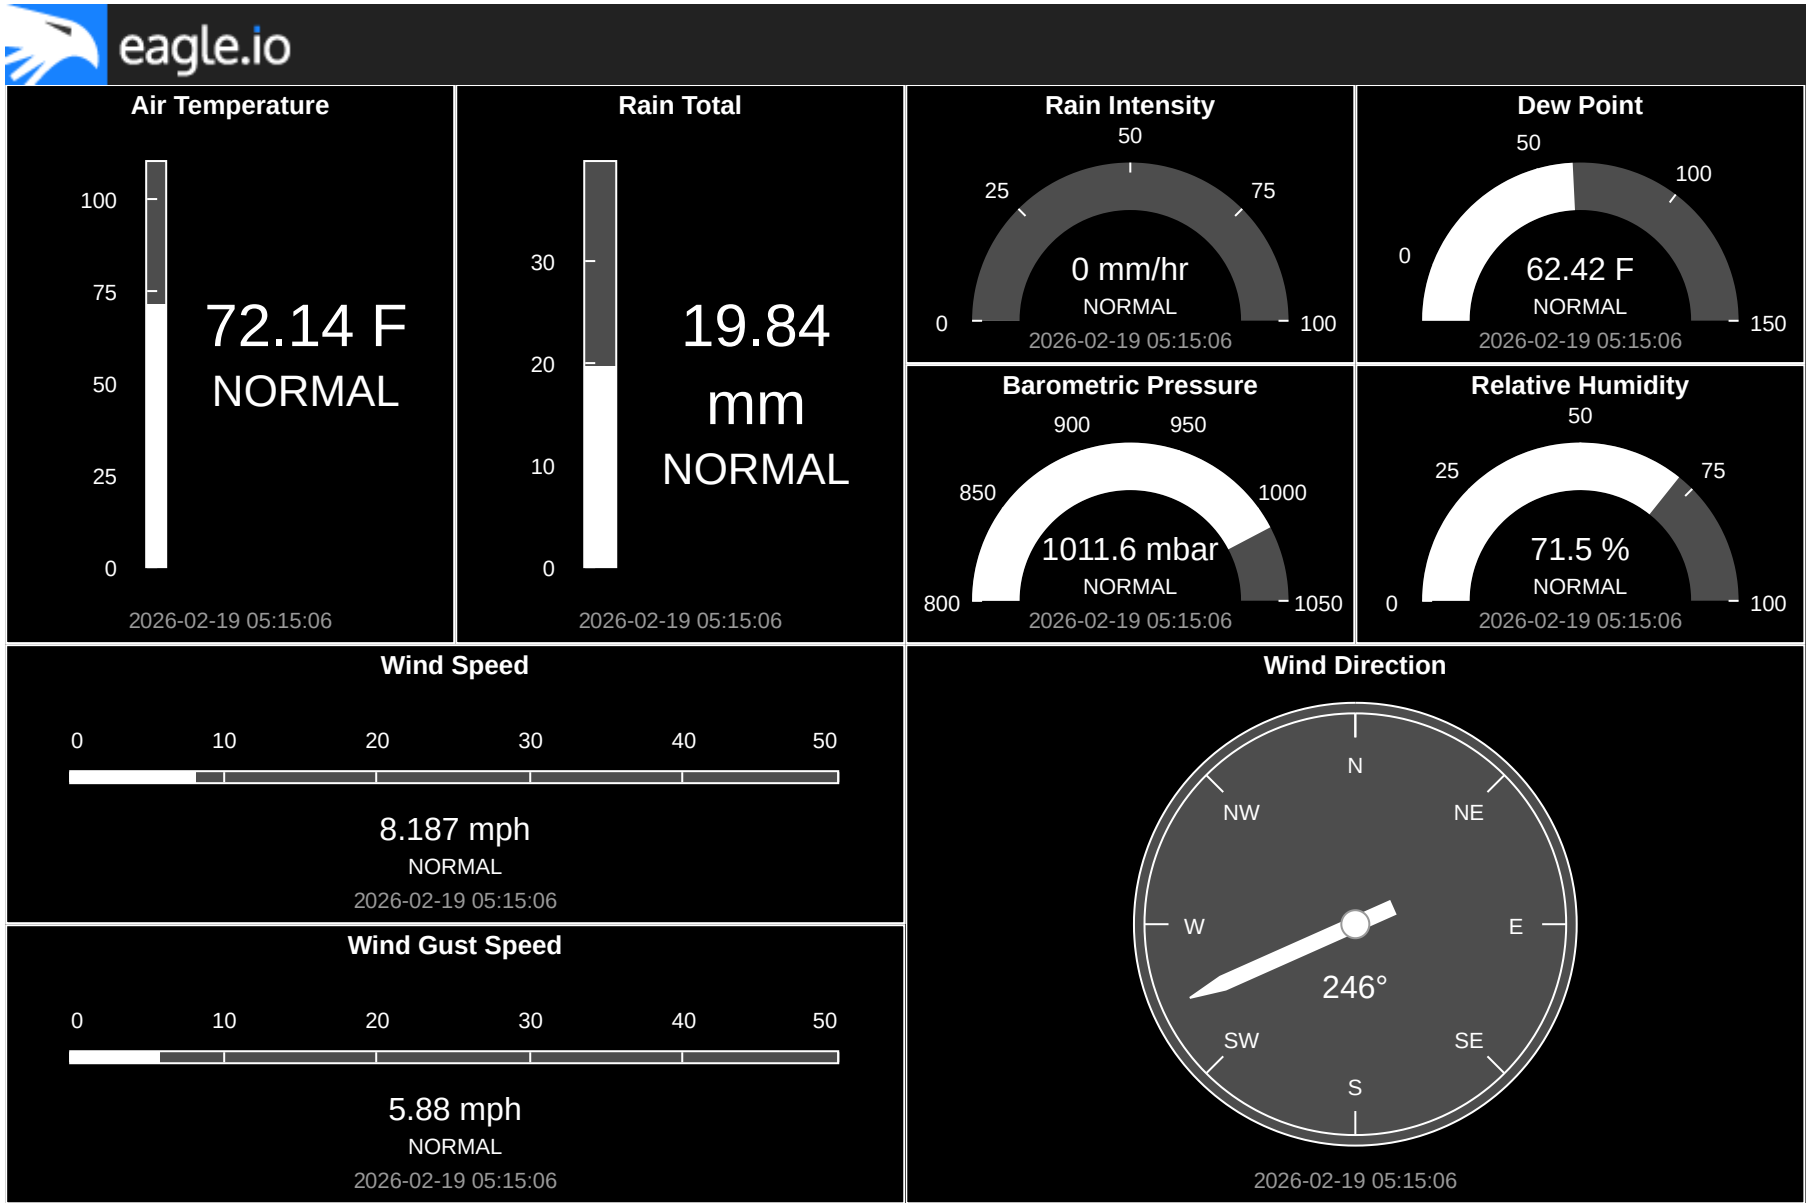 eagle.io
Air Temperature
100
75
50
25
0
72.14 F
NORMAL
2026-02-19 05:15:06
Rain Total
30
20
10
0
19.84
mm
NORMAL
2026-02-19 05:15:06
Rain Intensity
50
25
75
0
100
0 mm/hr
NORMAL
2026-02-19 05:15:06
Dew Point
50
100
0
150
62.42 F
NORMAL
2026-02-19 05:15:06
Barometric Pressure
900
950
850
1000
800
1050
1011.6 mbar
NORMAL
2026-02-19 05:15:06
Relative Humidity
50
25
75
0
100
71.5 %
NORMAL
2026-02-19 05:15:06
Wind Speed
0 10 20 30 40 50
8.187 mph
NORMAL
2026-02-19 05:15:06
Wind Gust Speed
0 10 20 30 40 50
5.88 mph
NORMAL
2026-02-19 05:15:06
Wind Direction
N
NW
NE
W
E
246°
SW
SE
S
2026-02-19 05:15:06